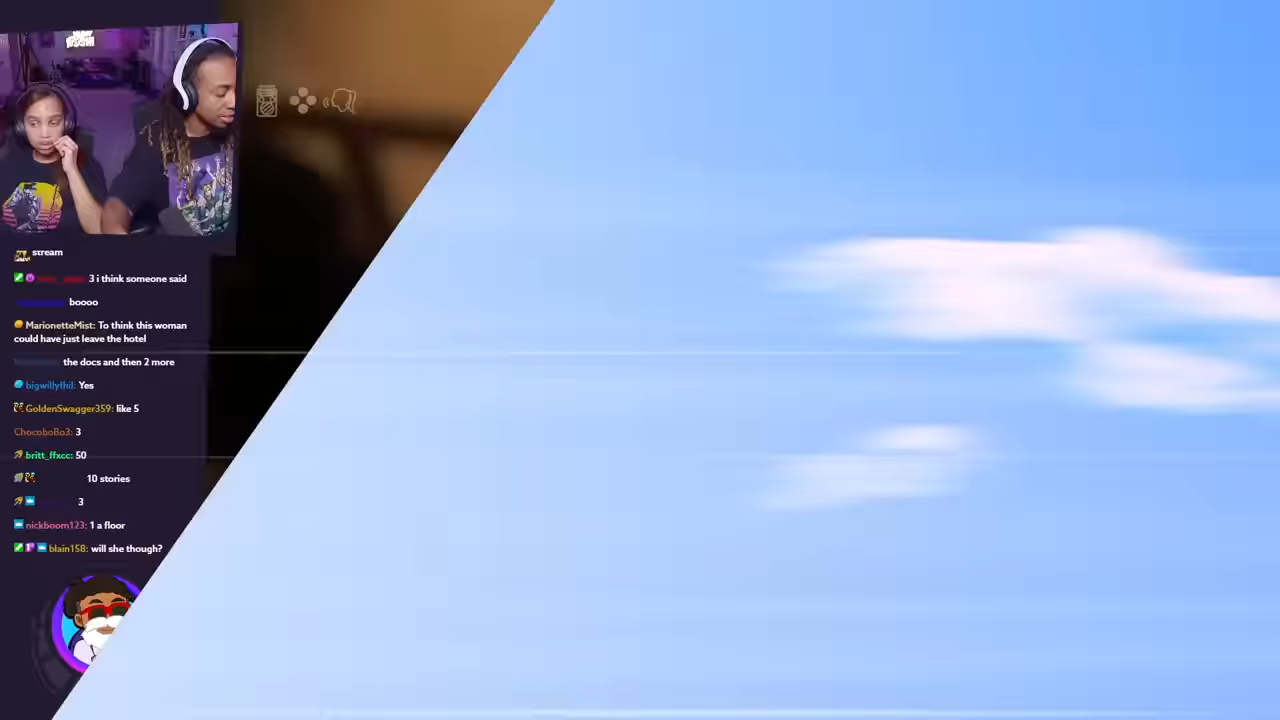 stream
3 i think someone said
boooo
MarionetteMist: To think this woman
could have just leave the hotel
the docs and then 2 more
bigwillythil: Yes
GoldenSwagger359: like 5
ChocoboBo3: 3
britt_ffxcc: 50
10 stories
3
nickboom123: 1 a floor
blain158: will she though?